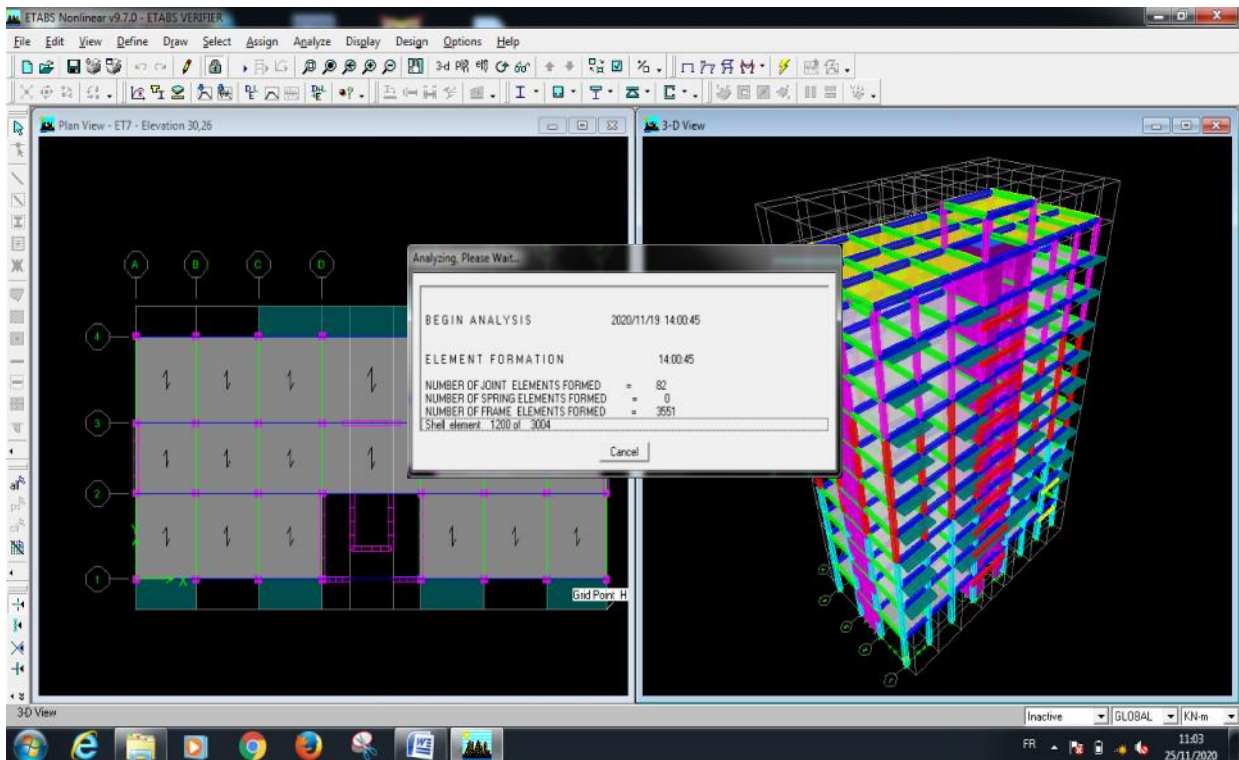 ETABS Nonlinear v9.7.0 - ETABS VERIFIER
File Edit View Define Draw Select Assign Analyze Display Design Options Help
3-d
Plan View - ET7 - Elevation 30,26
3-D View
A B C D
4
3
2
1
X
Analyzing, Please Wait...
BEGIN ANALYSIS 2020/11/19 14:00:45
ELEMENT FORMATION 14:00:45
NUMBER OF JOINT ELEMENTS FORMED = 82
NUMBER OF SPRING ELEMENTS FORMED = 0
NUMBER OF FRAME ELEMENTS FORMED = 3551
Shell element 1200 of 3004
Cancel
Grid Point H
3-D View
Inactive GLOBAL KN-m
FR 11:03
25/11/2020